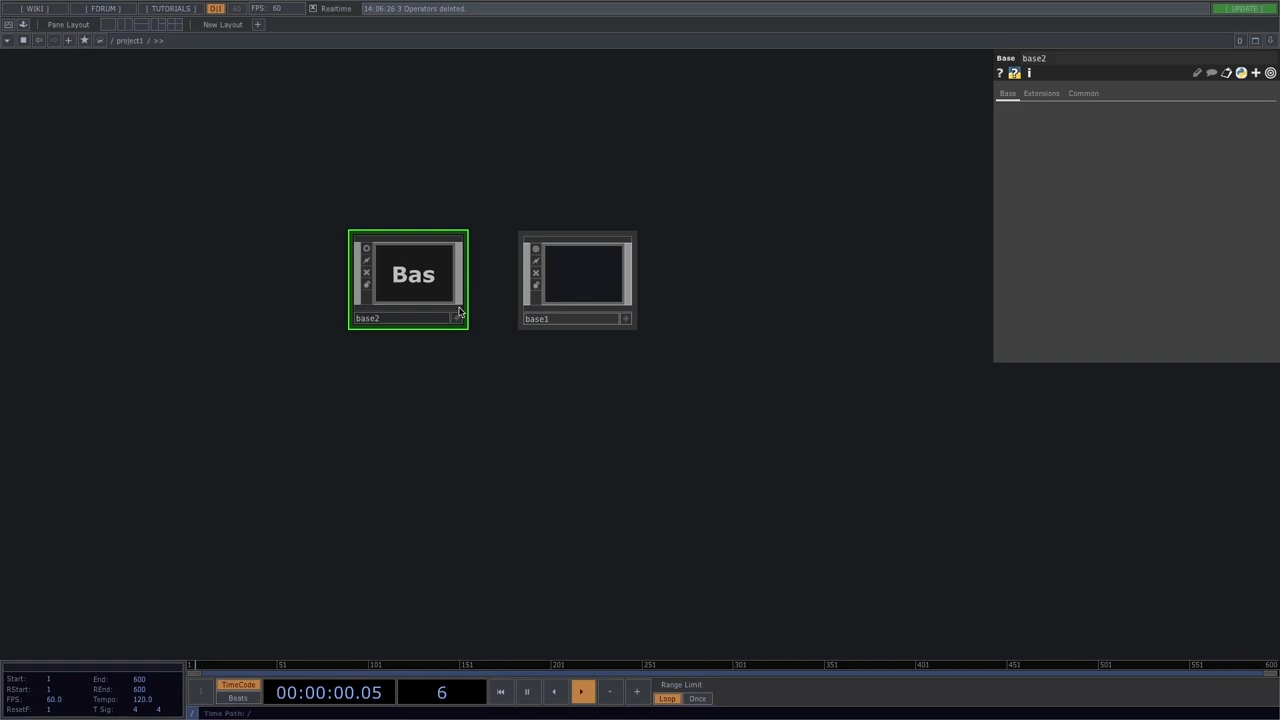 [ WIKI ] [ FORUM ] [ TUTORIALS ] O|I 60 FPS: 60 Realtime 14:06:26 3 Operators deleted. [ UPDATE ]
Pane Layout New Layout +
/ project1 / >> 0
Base base2
? ? i
Base Extensions Common
Bas
base2 +
base1 +
1 51 101 151 201 251 301 351 401 451 501 551 600
Start: 1 End: 600
RStart: 1 REnd: 600
FPS: 60.0 Tempo: 120.0
ResetF: 1 T Sig: 4 4
TimeCode
Beats
00:00:00.05 6
- +
Range Limit
Loop Once
/ Time Path: /